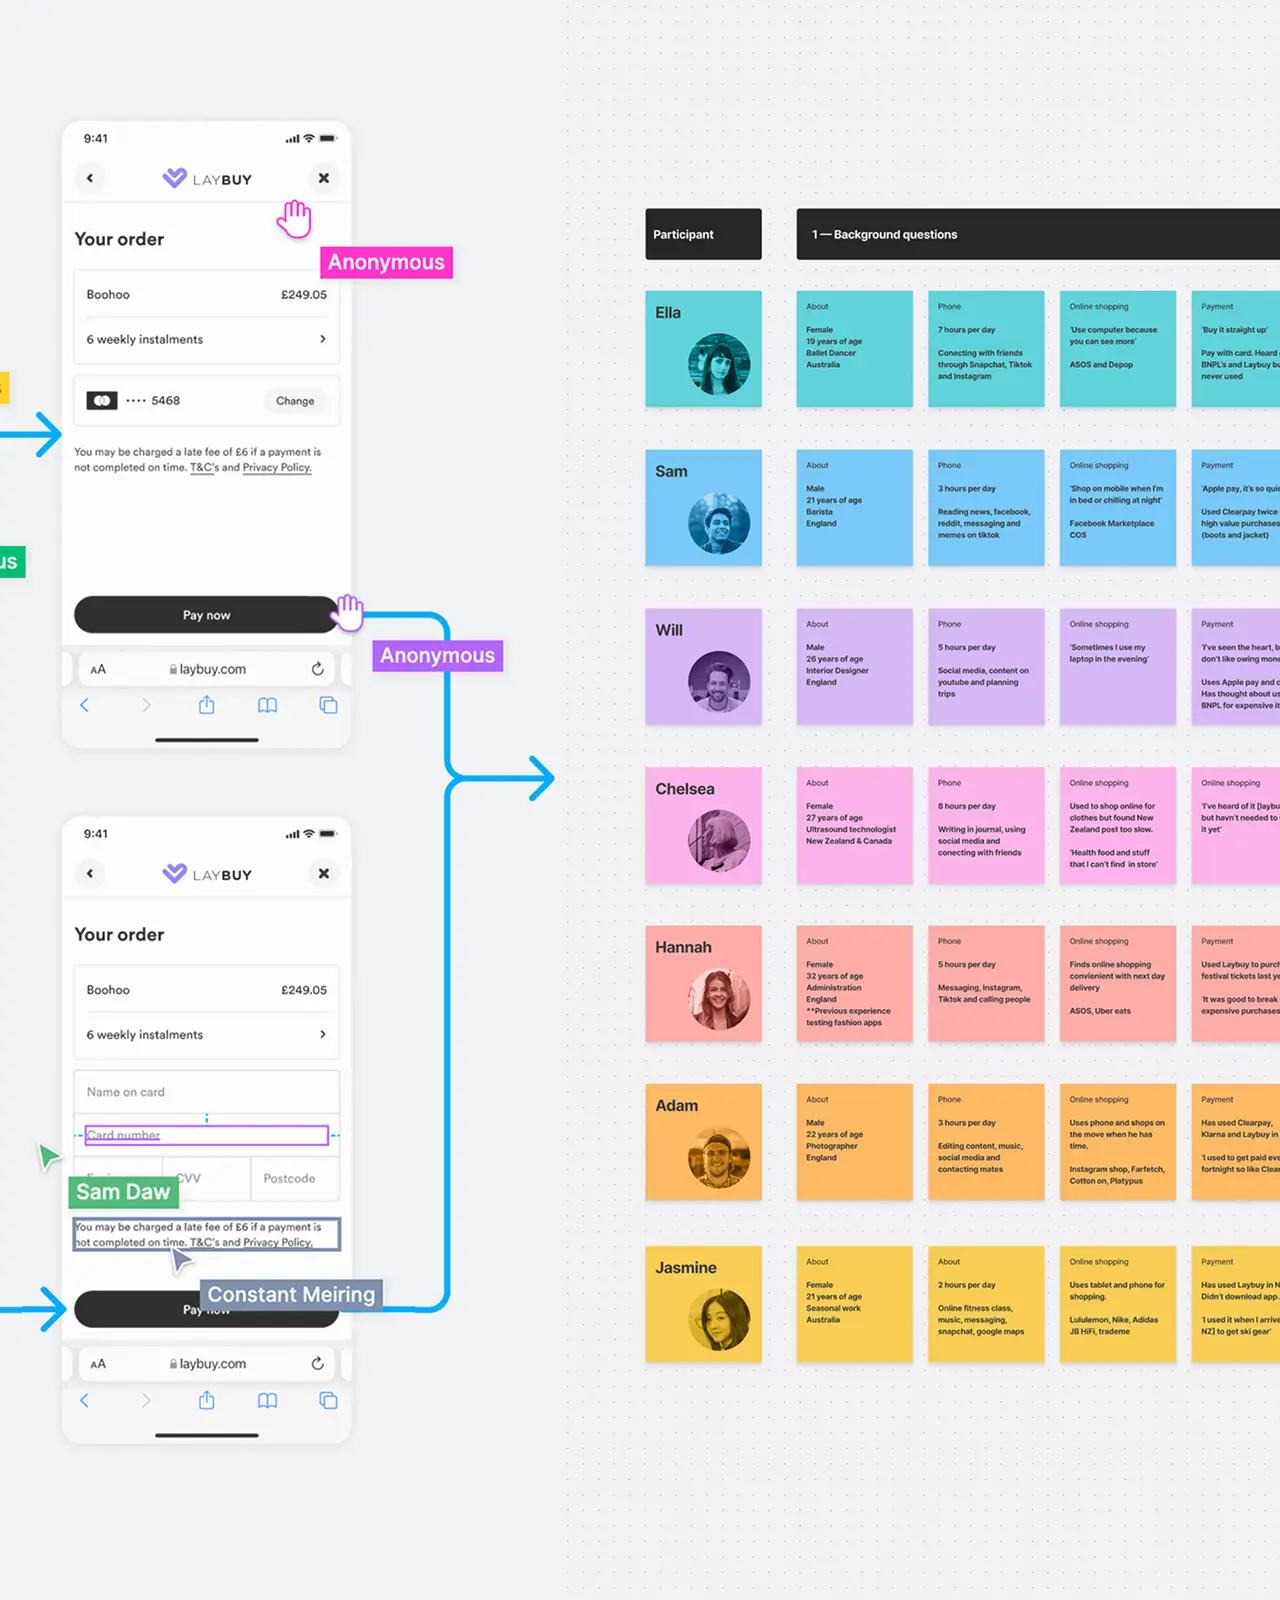 9:41
LAYBUY
Anonymous
Your order
Boohoo
£249.05
6 weekly instalments
•••• 5468
Change
You may be charged a late fee of £6 if a payment is
not completed on time. T&C's and Privacy Policy.
us
Pay now
Anonymous
AA
laybuy.com
9:41
LAYBUY
Your order
Boohoo
£249.05
6 weekly instalments
Name on card
Card number
CVV
Postcode
Sam Daw
You may be charged a late fee of £6 if a payment is
not completed on time. T&C's and Privacy Policy.
Constant Meiring
Pay now
AA
laybuy.com
Participant
1 — Background questions
Ella
About
Female
19 years of age
Ballet Dancer
Australia
Phone
7 hours per day
Conecting with friends
through Snapchat, Tiktok
and Instagram
Online shopping
'Use computer because
you can see more'
ASOS and Depop
Payment
'Buy it straight up'
Pay with card. Heard
BNPL's and Laybuy bu
never used
Sam
About
Male
21 years of age
Barista
England
Phone
3 hours per day
Reading news, facebook,
reddit, messaging and
memes on tiktok
Online shopping
'Shop on mobile when I'm
in bed or chilling at night'
Facebook Marketplace
COS
Payment
'Apple pay, it's so quic
Used Clearpay twice
high value purchases
(boots and jacket)
Will
About
Male
26 years of age
Interior Designer
England
Phone
5 hours per day
Social media, content on
youtube and planning
trips
Online shopping
'Sometimes I use my
laptop in the evening'
Payment
'I've seen the heart, b
don't like owing mone
Uses Apple pay and c
Has thought about us
BNPL for expensive it
Chelsea
About
Female
27 years of age
Ultrasound technologist
New Zealand & Canada
Phone
8 hours per day
Writing in journal, using
social media and
conecting with friends
Online shopping
Used to shop online for
clothes but found New
Zealand post too slow.
'Health food and stuff
that I can't find in store'
Online shopping
'I've heard of it [laybu
but havn't needed to
it yet'
Hannah
About
Female
32 years of age
Administration
England
**Previous experience
testing fashion apps
Phone
5 hours per day
Messaging, Instagram,
Tiktok and calling people
Online shopping
Finds online shopping
convienient with next day
delivery
ASOS, Uber eats
Payment
Used Laybuy to purch
festival tickets last ye
'It was good to break
expensive purchases
Adam
About
Male
22 years of age
Photographer
England
Phone
3 hours per day
Editing content, music,
social media and
contacting mates
Online shopping
Uses phone and shops on
the move when he has
time.
Instagram shop, Farfetch,
Cotton on, Platypus
Payment
Has used Clearpay,
Klarna and Laybuy in
'I used to get paid eve
fortnight so like Clear
Jasmine
About
Female
21 years of age
Seasonal work
Australia
About
2 hours per day
Online fitness class,
music, messaging,
snapchat, google maps
Online shopping
Uses tablet and phone for
shopping.
Lululemon, Nike, Adidas
JB HiFi, trademe
Payment
Has used Laybuy in N
Didn't download app.
'I used it when I arrive
NZ] to get ski gear'